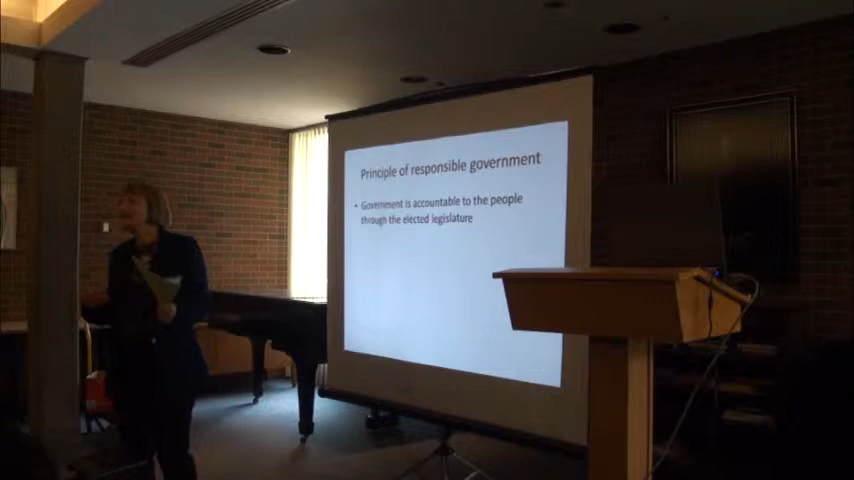 Principle of responsible government
• Government is accountable to the people
through the elected legislature